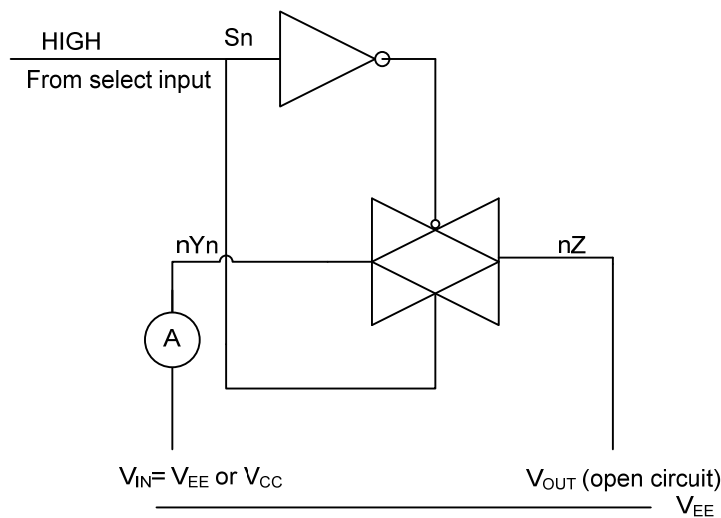 HIGH
Sn
From select input
nYn
nZ
A
VIN= VEE or VCC
VOUT (open circuit)
VEE